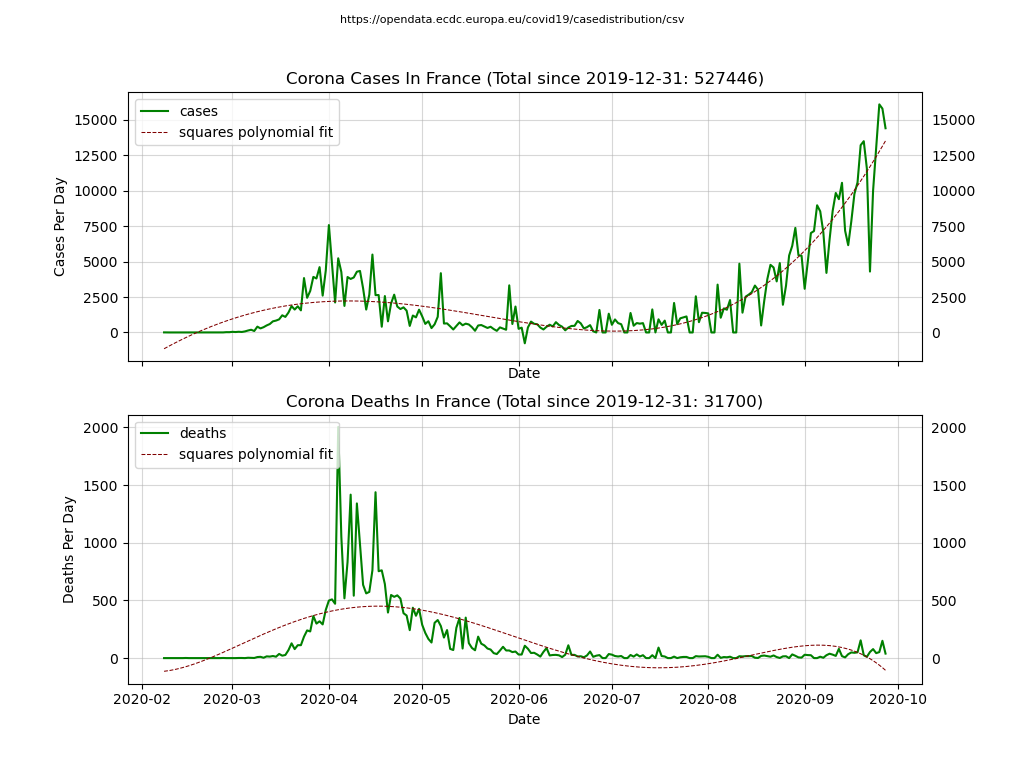 https://opendata.ecdc.europa.eu/covid19/casedistribution/csv
Corona Cases In France (Total since 2019-12-31: 527446)
cases
squares polynomial fit
Cases Per Day
15000
12500
10000
7500
5000
2500
0
15000
12500
10000
7500
5000
2500
0
Date
Corona Deaths In France (Total since 2019-12-31: 31700)
deaths
squares polynomial fit
Deaths Per Day
2000
1500
1000
500
0
2000
1500
1000
500
0
2020-02 2020-03 2020-04 2020-05 2020-06 2020-07 2020-08 2020-09 2020-10
Date